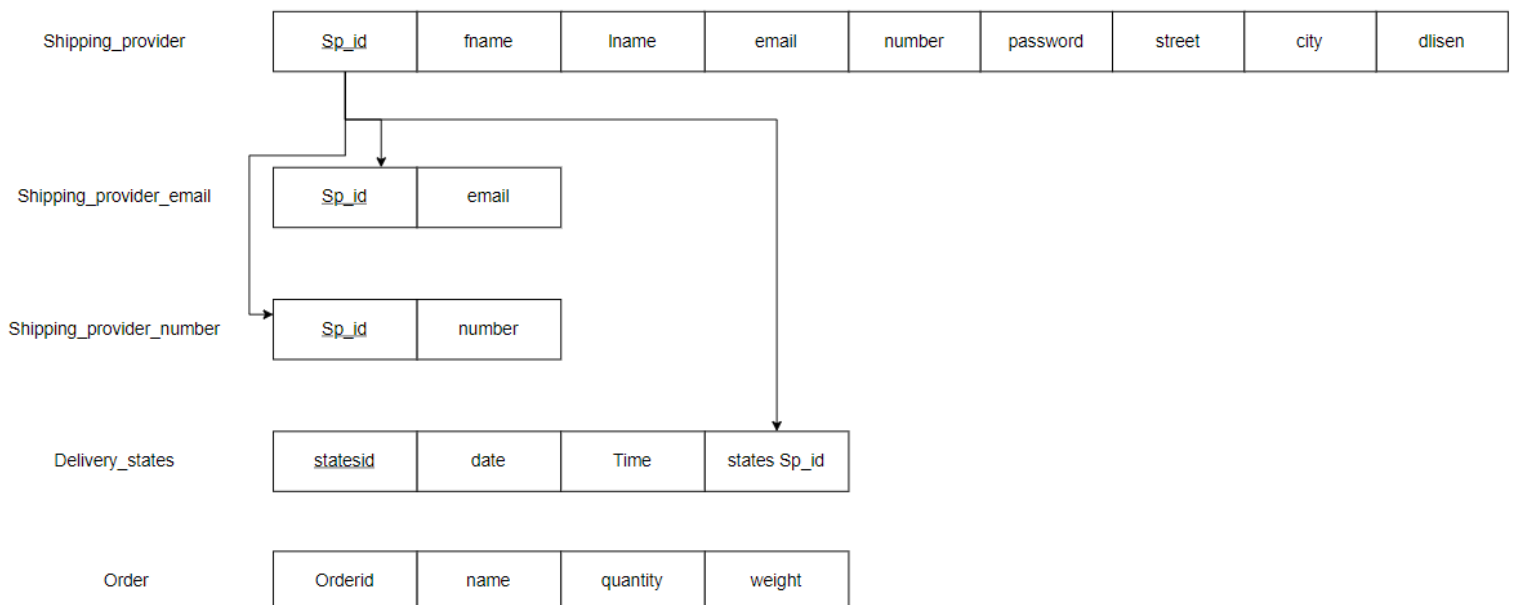 Shipping_provider Sp_id fname lname email number password street city dlisen
Shipping_provider_email Sp_id email
Shipping_provider_number Sp_id number
Delivery_states statesid date Time states Sp_id
Order Orderid name quantity weight